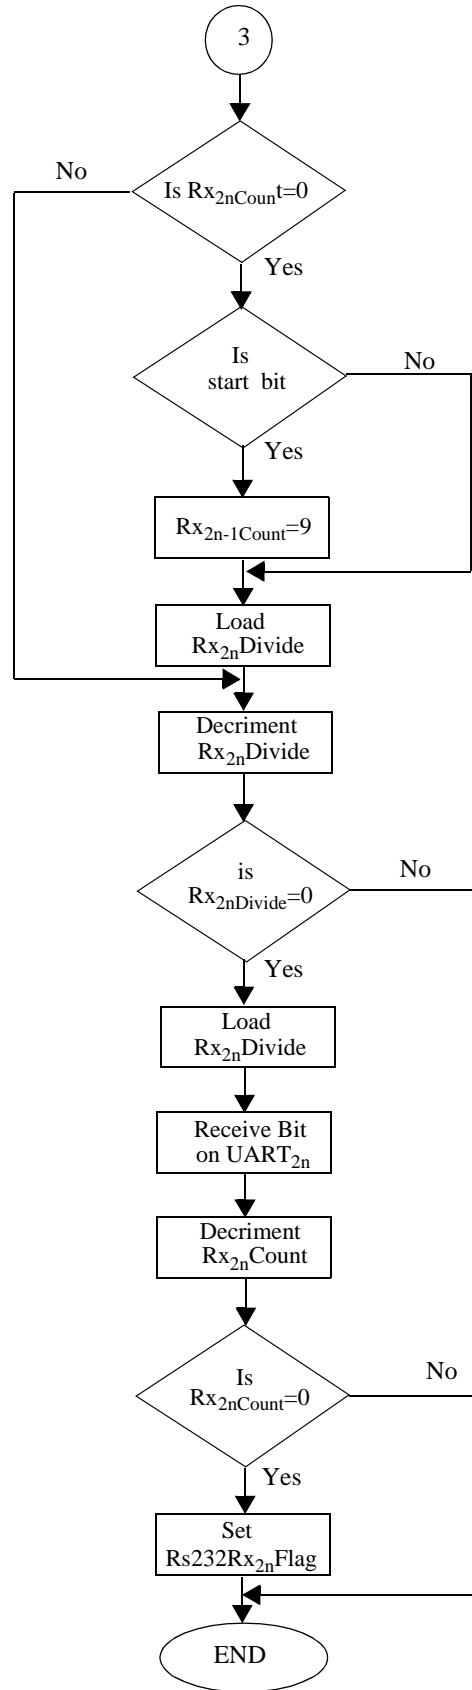 3
No
Is Rx2nCount=0
Yes
Is
start bit
No
Yes
Rx2n-1Count=9
Load
Rx2nDivide
Decriment
Rx2nDivide
is
Rx2nDivide=0
No
Yes
Load
Rx2nDivide
Receive Bit
on UART2n
Decriment
Rx2nCount
Is
Rx2nCount=0
No
Yes
Set
Rs232Rx2nFlag
END